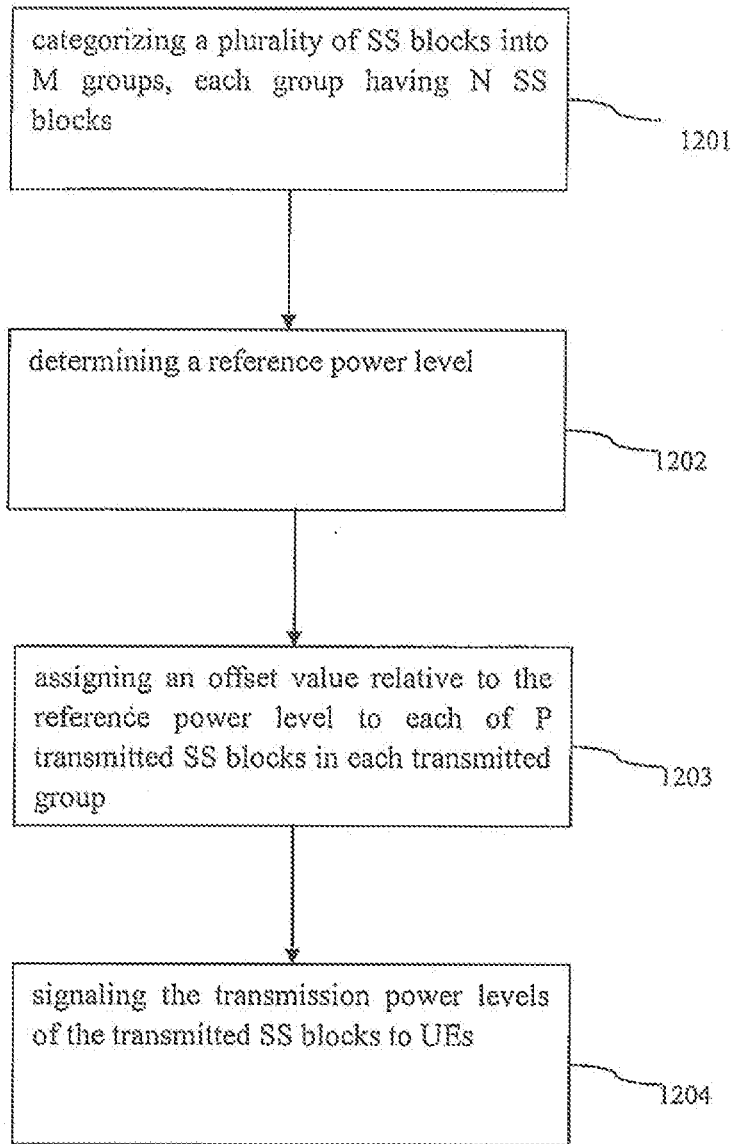 categorizing a plurality of SS blocks into
M groups, each group having N SS
blocks
1201
determining a reference power level
1202
assigning an offset value relative to the
reference power level to each of P
transmitted SS blocks in each transmitted
group
1203
signaling the transmission power levels
of the transmitted SS blocks to UEs
1204